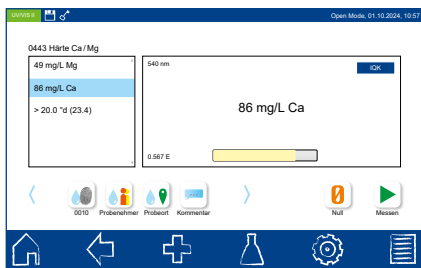 UV/VIS II
Open Mode, 01.10.2024, 10:57
0443 Härte Ca / Mg
49 mg/L Mg
86 mg/L Ca
> 20.0 °d (23.4)
540 nm
IQK
86 mg/L Ca
0.567 E
0010
Probenehmer
Probeort
Kommentar
Null
Messen